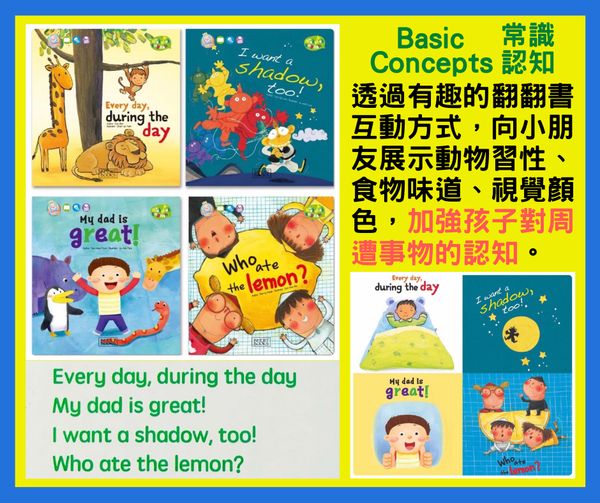 Every day,
during the
day
I want a
shadow,
too!
My dad is
great!
Who ate
the lemon?
Every day, during the day
My dad is great!
I want a shadow, too!
Who ate the lemon?
Basic
Concepts
常識
認知
透過有趣的翻翻書
互動方式，向小朋
友展示動物習性、
食物味道、視覺顏
色，加強孩子對周
遭事物的認知。
Every day,
during the day
I want a
shadow,
too!
My dad is
great!
Who ate
the lemon?